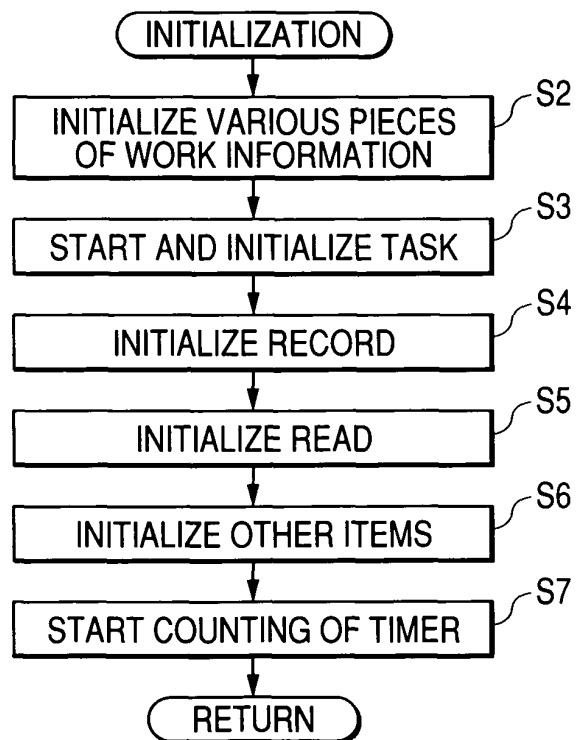 INITIALIZATION
S2
INITIALIZE VARIOUS PIECES
OF WORK INFORMATION
S3
START AND INITIALIZE TASK
S4
INITIALIZE RECORD
S5
INITIALIZE READ
S6
INITIALIZE OTHER ITEMS
S7
START COUNTING OF TIMER
RETURN